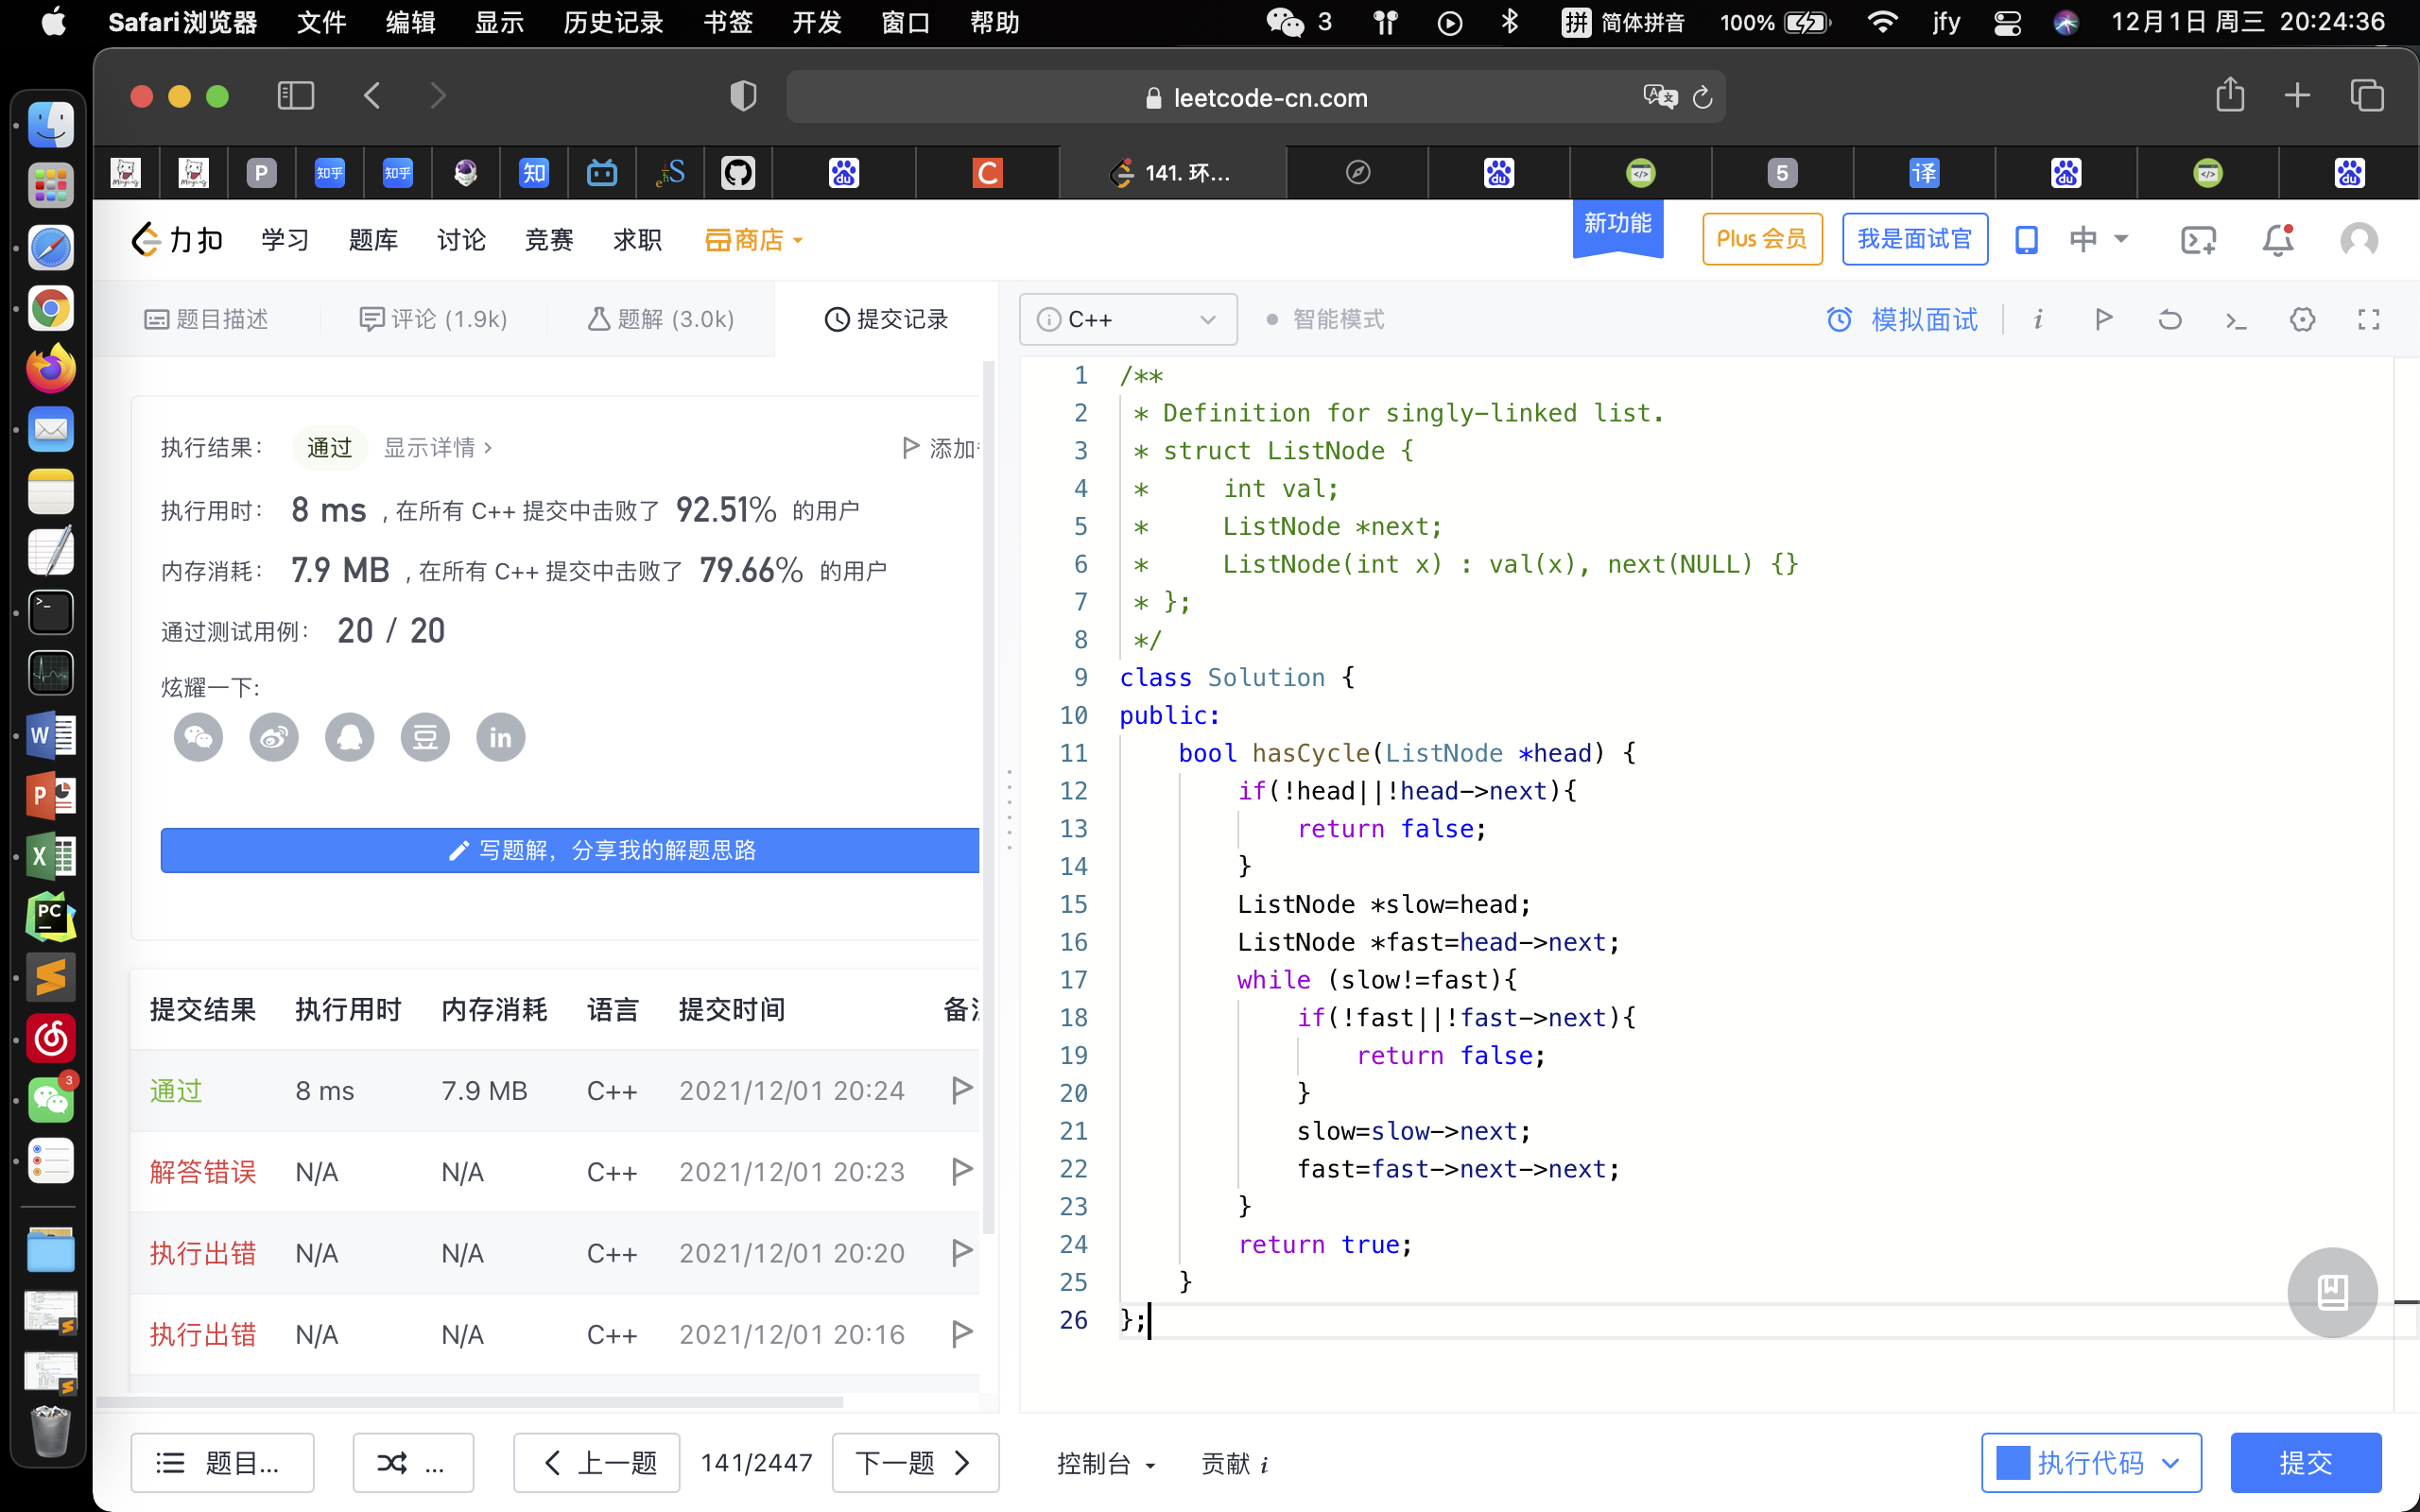 Safari浏览器 文件 编辑 显示 历史记录 书签 开发 窗口 帮助 3 拼 简体拼音 100% jfy 12月1日 周三 20:24:36
leetcode-cn.com
P 知乎 知乎 知 C 141. 环... 5 译
力扣 学习 题库 讨论 竞赛 求职 商店 新功能 Plus 会员 我是面试官 中
题目描述 评论 (1.9k) 题解 (3.0k) 提交记录
C++ 智能模式 模拟面试
执行结果: 通过 显示详情 > 添加
执行用时: 8 ms , 在所有 C++ 提交中击败了 92.51% 的用户
内存消耗: 7.9 MB , 在所有 C++ 提交中击败了 79.66% 的用户
通过测试用例: 20 / 20
炫耀一下:
写题解, 分享我的解题思路
提交结果 执行用时 内存消耗 语言 提交时间 备
通过 8 ms 7.9 MB C++ 2021/12/01 20:24
解答错误 N/A N/A C++ 2021/12/01 20:23
执行出错 N/A N/A C++ 2021/12/01 20:20
执行出错 N/A N/A C++ 2021/12/01 20:16
1 /**
2 * Definition for singly-linked list.
3 * struct ListNode {
4 *     int val;
5 *     ListNode *next;
6 *     ListNode(int x) : val(x), next(NULL) {}
7 * };
8 */
9 class Solution {
10 public:
11     bool hasCycle(ListNode *head) {
12         if(!head||!head->next){
13             return false;
14         }
15         ListNode *slow=head;
16         ListNode *fast=head->next;
17         while (slow!=fast){
18             if(!fast||!fast->next){
19                 return false;
20             }
21             slow=slow->next;
22             fast=fast->next->next;
23         }
24         return true;
25     }
26 };
题目... ... 上一题 141/2447 下一题 控制台 贡献 i 执行代码 提交